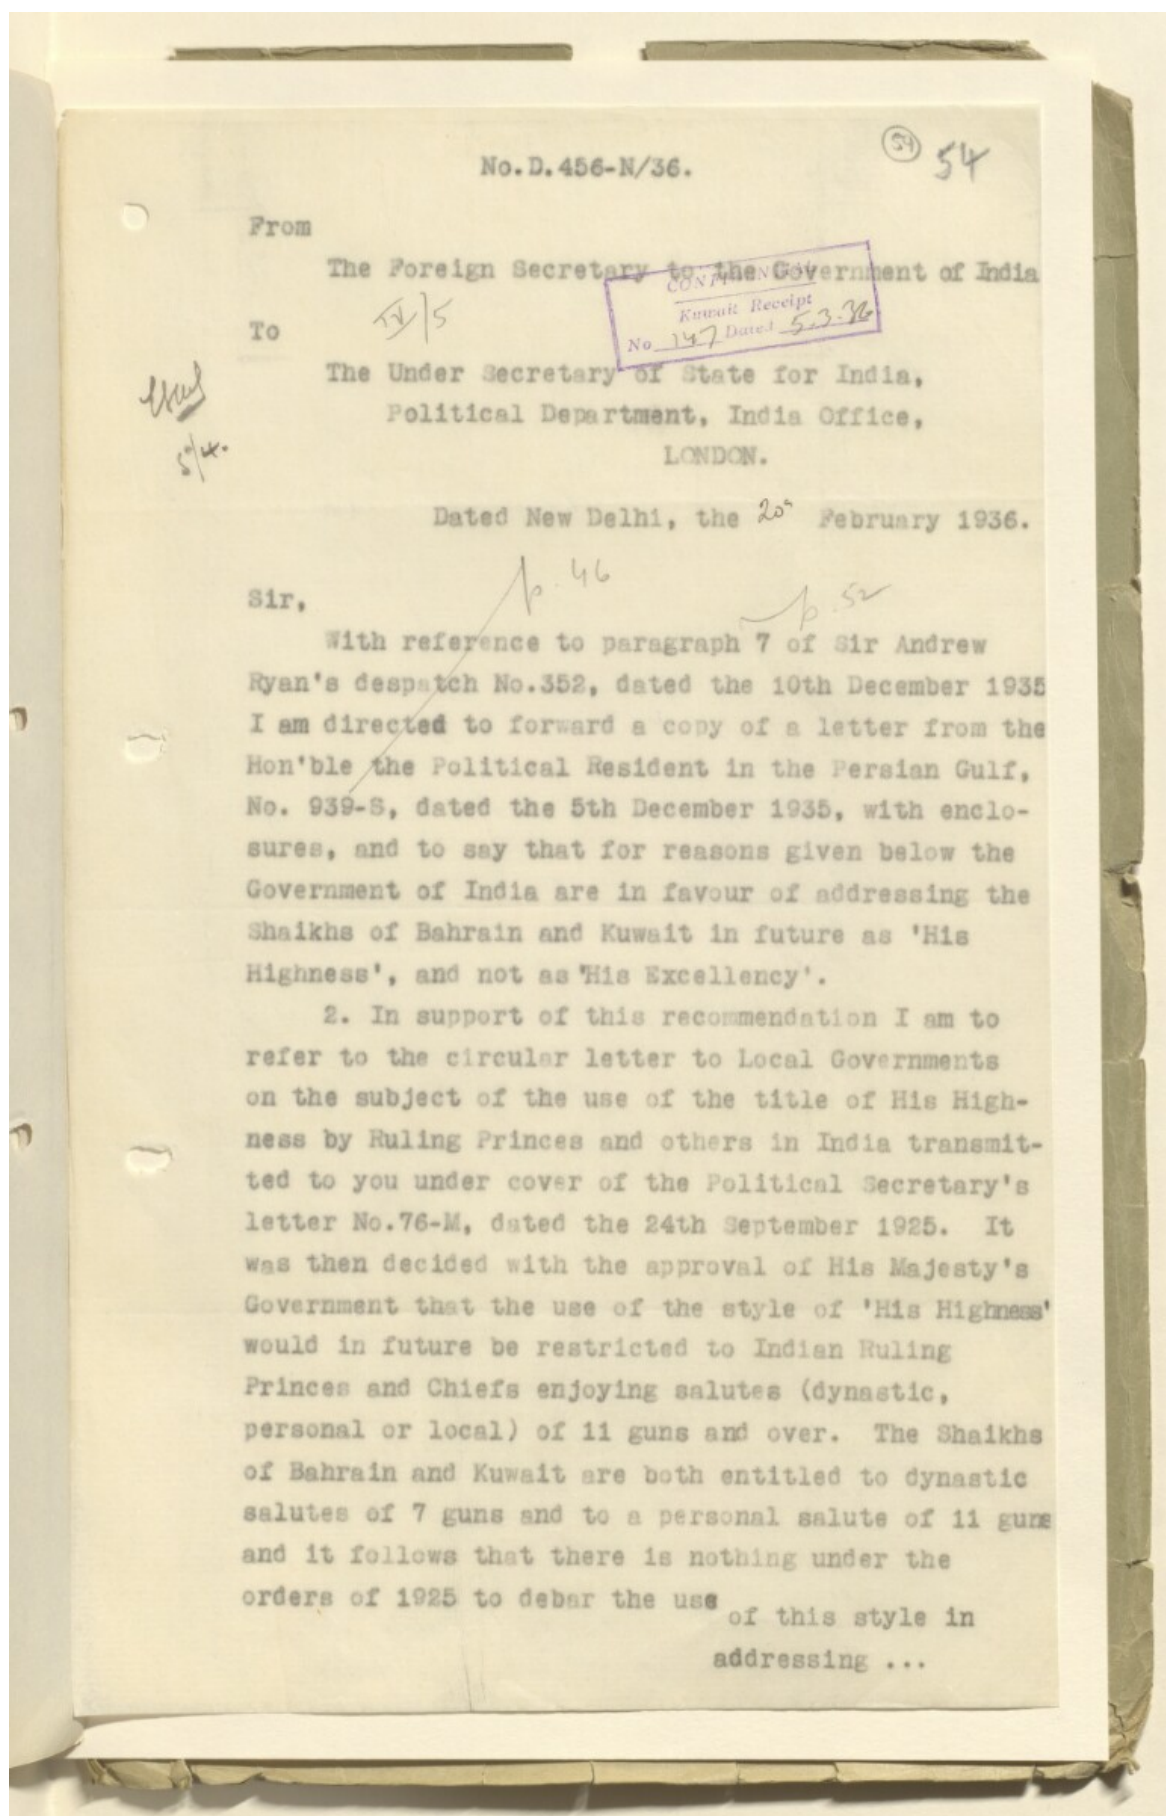 54
54
No.D.456-N/36.
From
The Foreign Secretary to the Government of India
CONFIDENTIAL
Kuwait Receipt
No 147 Dated 5.3.36
IV/5
To
The Under Secretary of State for India,
Political Department, India Office,
LONDON.
5/4.
Dated New Delhi, the 20th February 1936.
p. 46
p. 52
Sir,
With reference to paragraph 7 of Sir Andrew
Ryan's despatch No.352, dated the 10th December 1935
I am directed to forward a copy of a letter from the
Hon'ble the Political Resident in the Persian Gulf,
No. 939-S, dated the 5th December 1935, with enclo-
sures, and to say that for reasons given below the
Government of India are in favour of addressing the
Shaikhs of Bahrain and Kuwait in future as 'His
Highness', and not as 'His Excellency'.
2. In support of this recommendation I am to
refer to the circular letter to Local Governments
on the subject of the use of the title of His High-
ness by Ruling Princes and others in India transmit-
ted to you under cover of the Political Secretary's
letter No.76-M, dated the 24th September 1925. It
was then decided with the approval of His Majesty's
Government that the use of the style of 'His Highness'
would in future be restricted to Indian Ruling
Princes and Chiefs enjoying salutes (dynastic,
personal or local) of 11 guns and over. The Shaikhs
of Bahrain and Kuwait are both entitled to dynastic
salutes of 7 guns and to a personal salute of 11 guns
and it follows that there is nothing under the
orders of 1925 to debar the use
of this style in
addressing ...